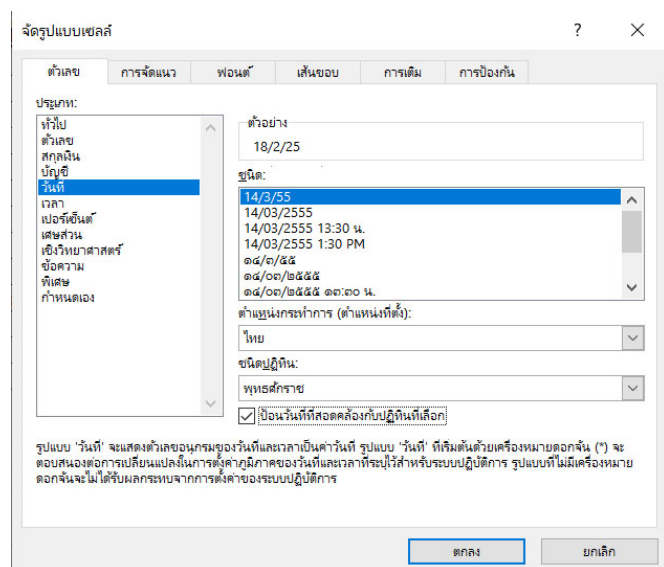 จัดรูปแบบเซลล์
?
ตัวเลข
การจัดแนว
ฟอนต์
เส้นขอบ
การเติม
การป้องกัน
ประเภท:
ทั่วไป
ตัวเลข
สกุลเงิน
บัญชี
วันที่
เวลา
เปอร์เซ็นต์
เศษส่วน
เชิงวิทยาศาสตร์
ข้อความ
พิเศษ
กำหนดเอง
ตัวอย่าง
18/2/25
ชนิด:
14/3/55
14/03/2555
14/03/2555 13:30 น.
14/03/2555 1:30 PM
๑๔/๓/๕๕
๑๔/๐๓/๒๕๕๕
๑๔/๐๓/๒๕๕๕ ๑๓:๓๐ น.
ตำแหน่งกระทำการ (ตำแหน่งที่ตั้ง):
ไทย
ชนิดปฏิทิน:
พุทธศักราช
ป้อนวันที่ที่สอดคล้องกับปฏิทินที่เลือก
รูปแบบ 'วันที่' จะแสดงตัวเลขอนุกรมของวันที่และเวลาเป็นค่าวันที่ รูปแบบ 'วันที่' ที่เริ่มต้นด้วยเครื่องหมายดอกจัน (*) จะ
ตอบสนองต่อการเปลี่ยนแปลงในการตั้งค่าภูมิภาคของวันที่และเวลาที่ระบุไว้สำหรับระบบปฏิบัติการ รูปแบบที่ไม่มีเครื่องหมาย
ดอกจันจะไม่ได้รับผลกระทบจากการตั้งค่าของระบบปฏิบัติการ
ตกลง
ยกเลิก